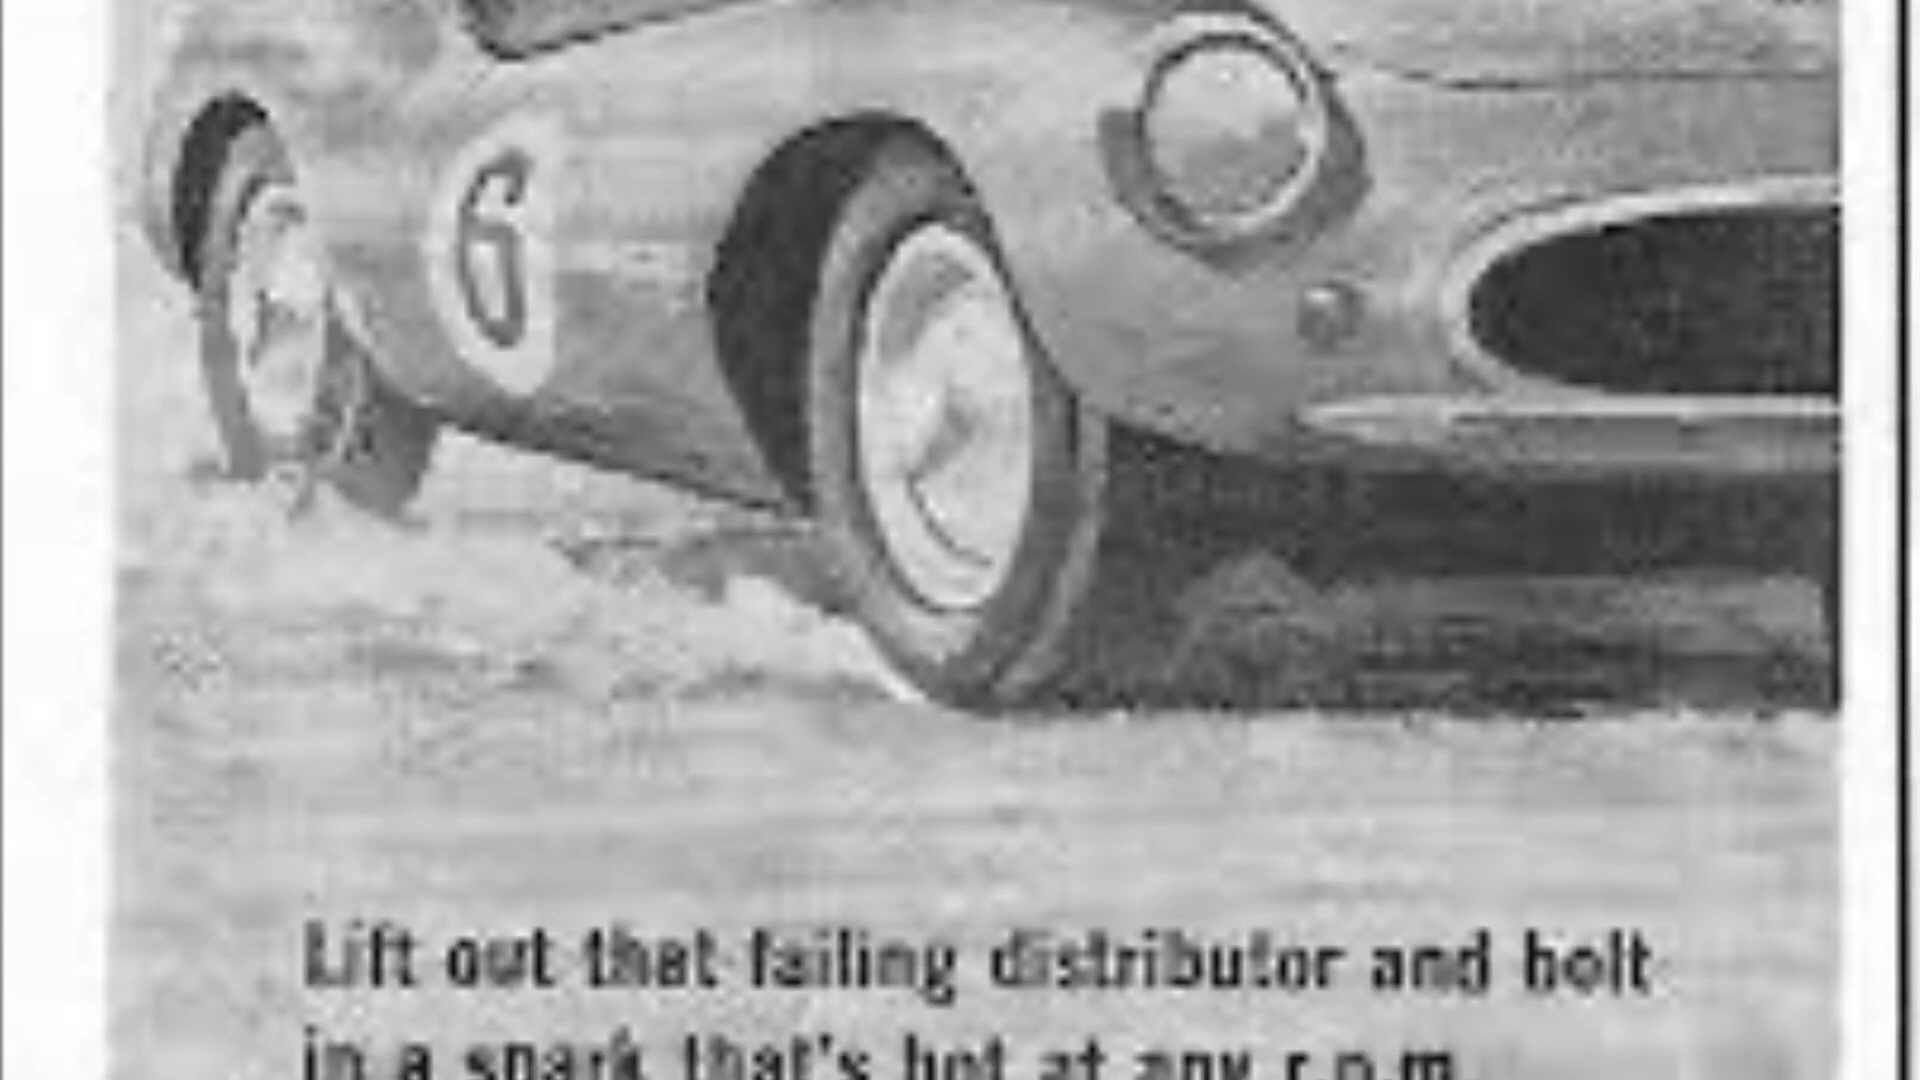 6
Lift out that failing distributor and bolt
in a spark that's hot at any r.p.m.